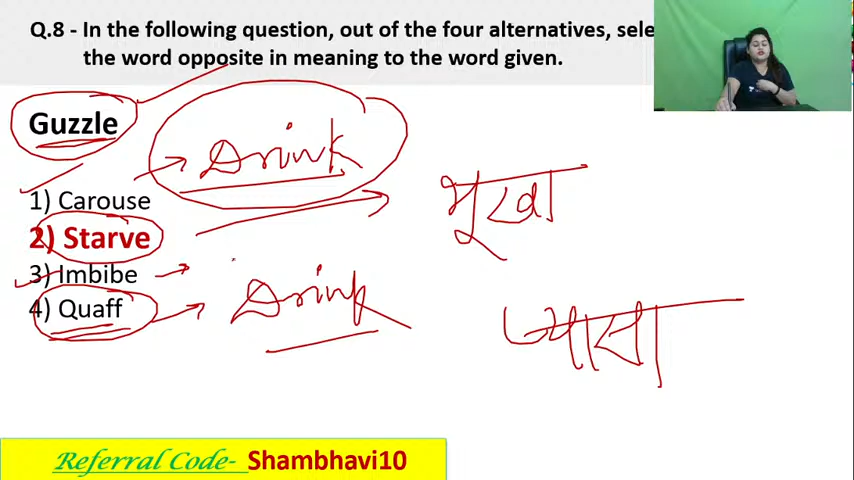 Q.8 - In the following question, out of the four alternatives, sele
the word opposite in meaning to the word given.
Guzzle
Drink
1) Carouse
भूखा
2) Starve
3) Imbibe
Drink
4) Quaff
प्यासा
Referral Code- Shambhavi10